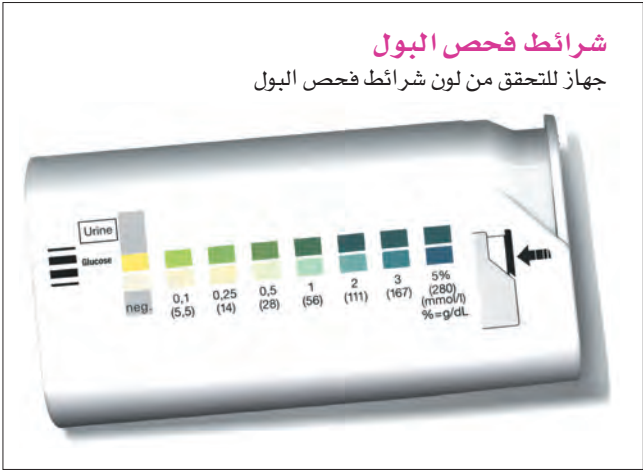 شرائط فحص البول
جهاز للتحقق من لون شرائط فحص البول
Urine
Glucose
neg. 0,1 0,25 0,5 1 2 3 5%
(5,5) (14) (28) (56) (111) (167) (280)
(mmol/l)
%=g/dL